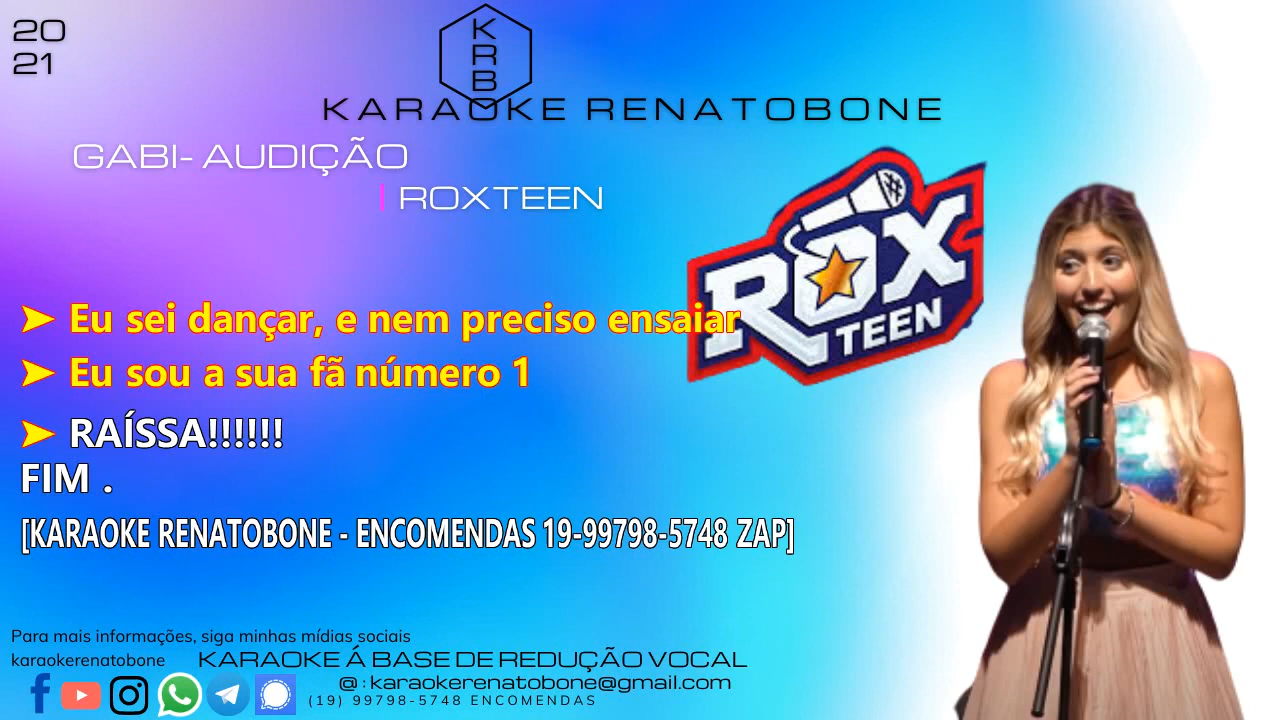 20
21
K
R
B
KARAOKE RENATOBONE
GABI- AUDIÇÃO
| ROXTEEN
ROX
TEEN
➤ Eu sei dançar, e nem preciso ensaiar
➤ Eu sou a sua fã número 1
➤ RAÍSSA!!!!!!
FIM .
[KARAOKE RENATOBONE - ENCOMENDAS 19-99798-5748 ZAP]
Para mais informações, siga minhas mídias sociais
karaokerenatobone
KARAOKE Á BASE DE REDUÇÃO VOCAL
@ : karaokerenatobone@gmail.com
(19) 99798-5748 ENCOMENDAS